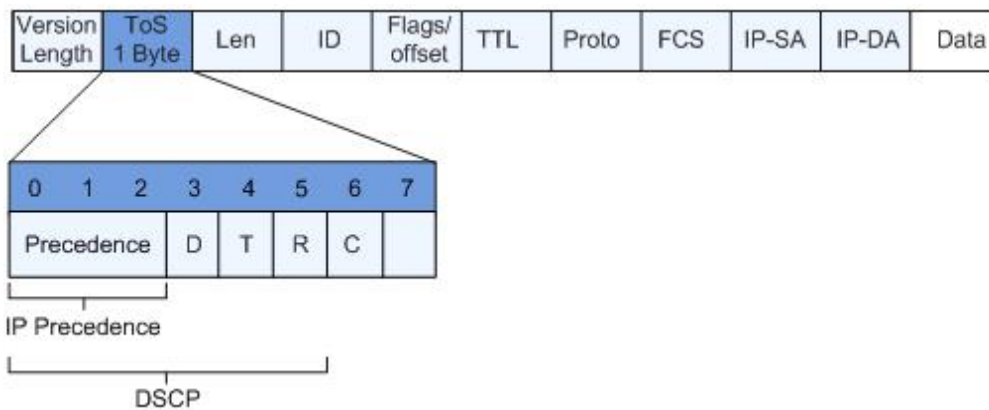 Version Length
ToS 1 Byte
Len
ID
Flags/ offset
TTL
Proto
FCS
IP-SA
IP-DA
Data
0 1 2 3 4 5 6 7
Precedence D T R C
IP Precedence
DSCP